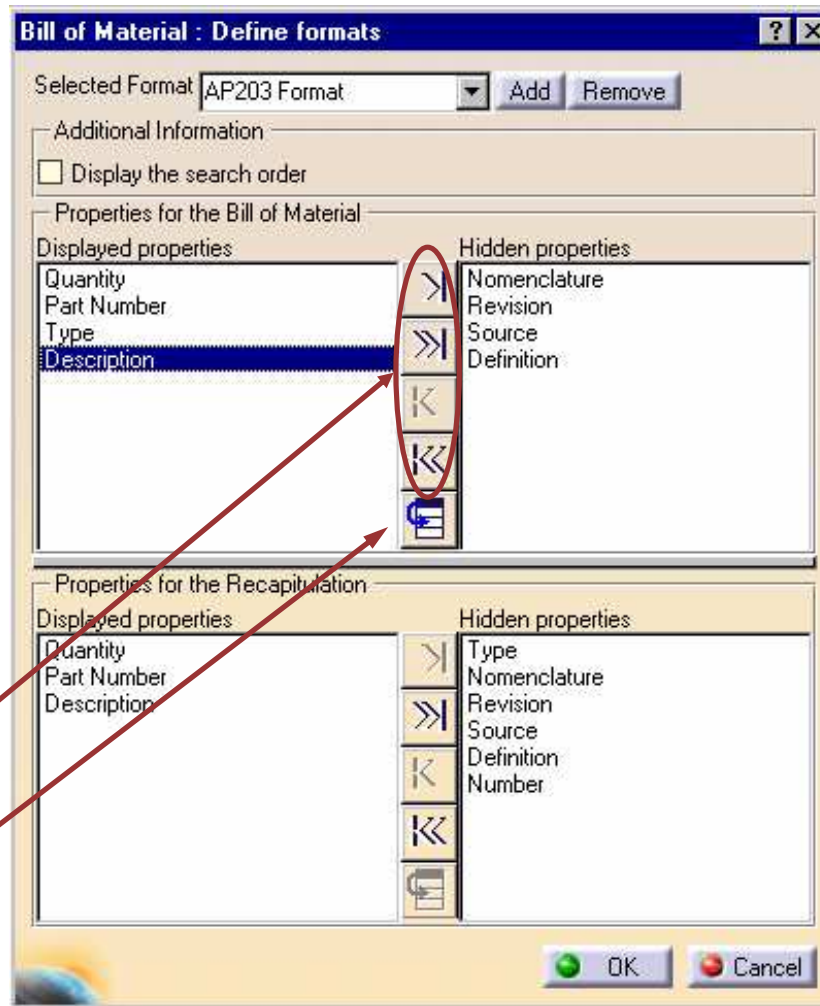 Bill of Material : Define formats
Selected Format AP203 Format Add Remove
Additional Information
Display the search order
Properties for the Bill of Material
Displayed properties
Quantity
Part Number
Type
Description
Hidden properties
Nomenclature
Revision
Source
Definition
Properties for the Recapitulation
Displayed properties
Quantity
Part Number
Description
Hidden properties
Type
Nomenclature
Revision
Source
Definition
Number
OK Cancel